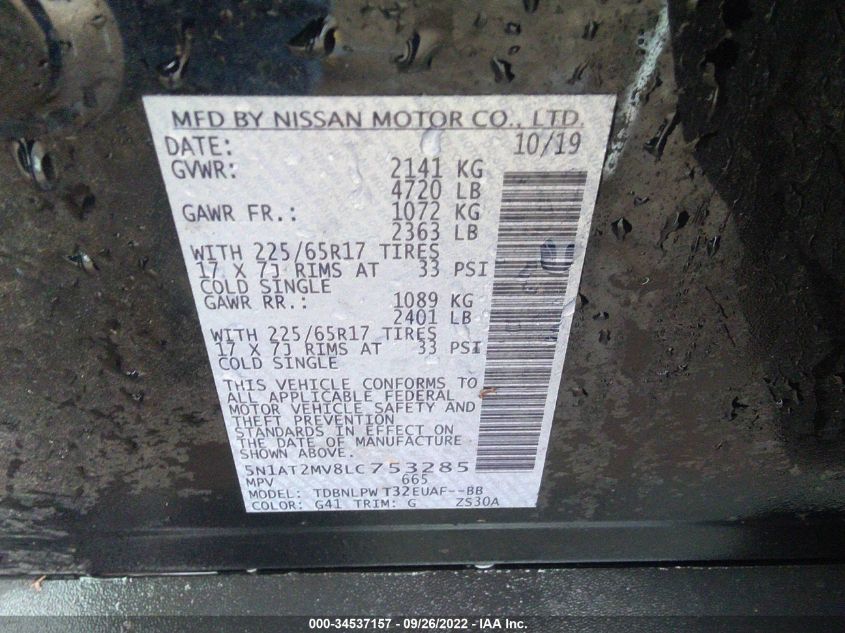 MFD BY NISSAN MOTOR CO., LTD.
DATE: 10/19
GVWR: 2141 KG
4720 LB
GAWR FR.: 1072 KG
2363 LB
WITH 225/65R17 TIRES
17 X 7J RIMS AT 33 PSI
COLD SINGLE
GAWR RR.: 1089 KG
2401 LB
WITH 225/65R17 TIRES
17 X 7J RIMS AT 33 PSI
COLD SINGLE
THIS VEHICLE CONFORMS TO
ALL APPLICABLE FEDERAL
MOTOR VEHICLE SAFETY AND
THEFT PREVENTION
STANDARDS IN EFFECT ON
THE DATE OF MANUFACTURE
SHOWN ABOVE.
5N1AT2MV8LC753285
MPV 665
MODEL: TDBNLPW T32EUAF--BB
COLOR: G41 TRIM: G ZS30A
000-34537157 - 09/26/2022 - IAA Inc.